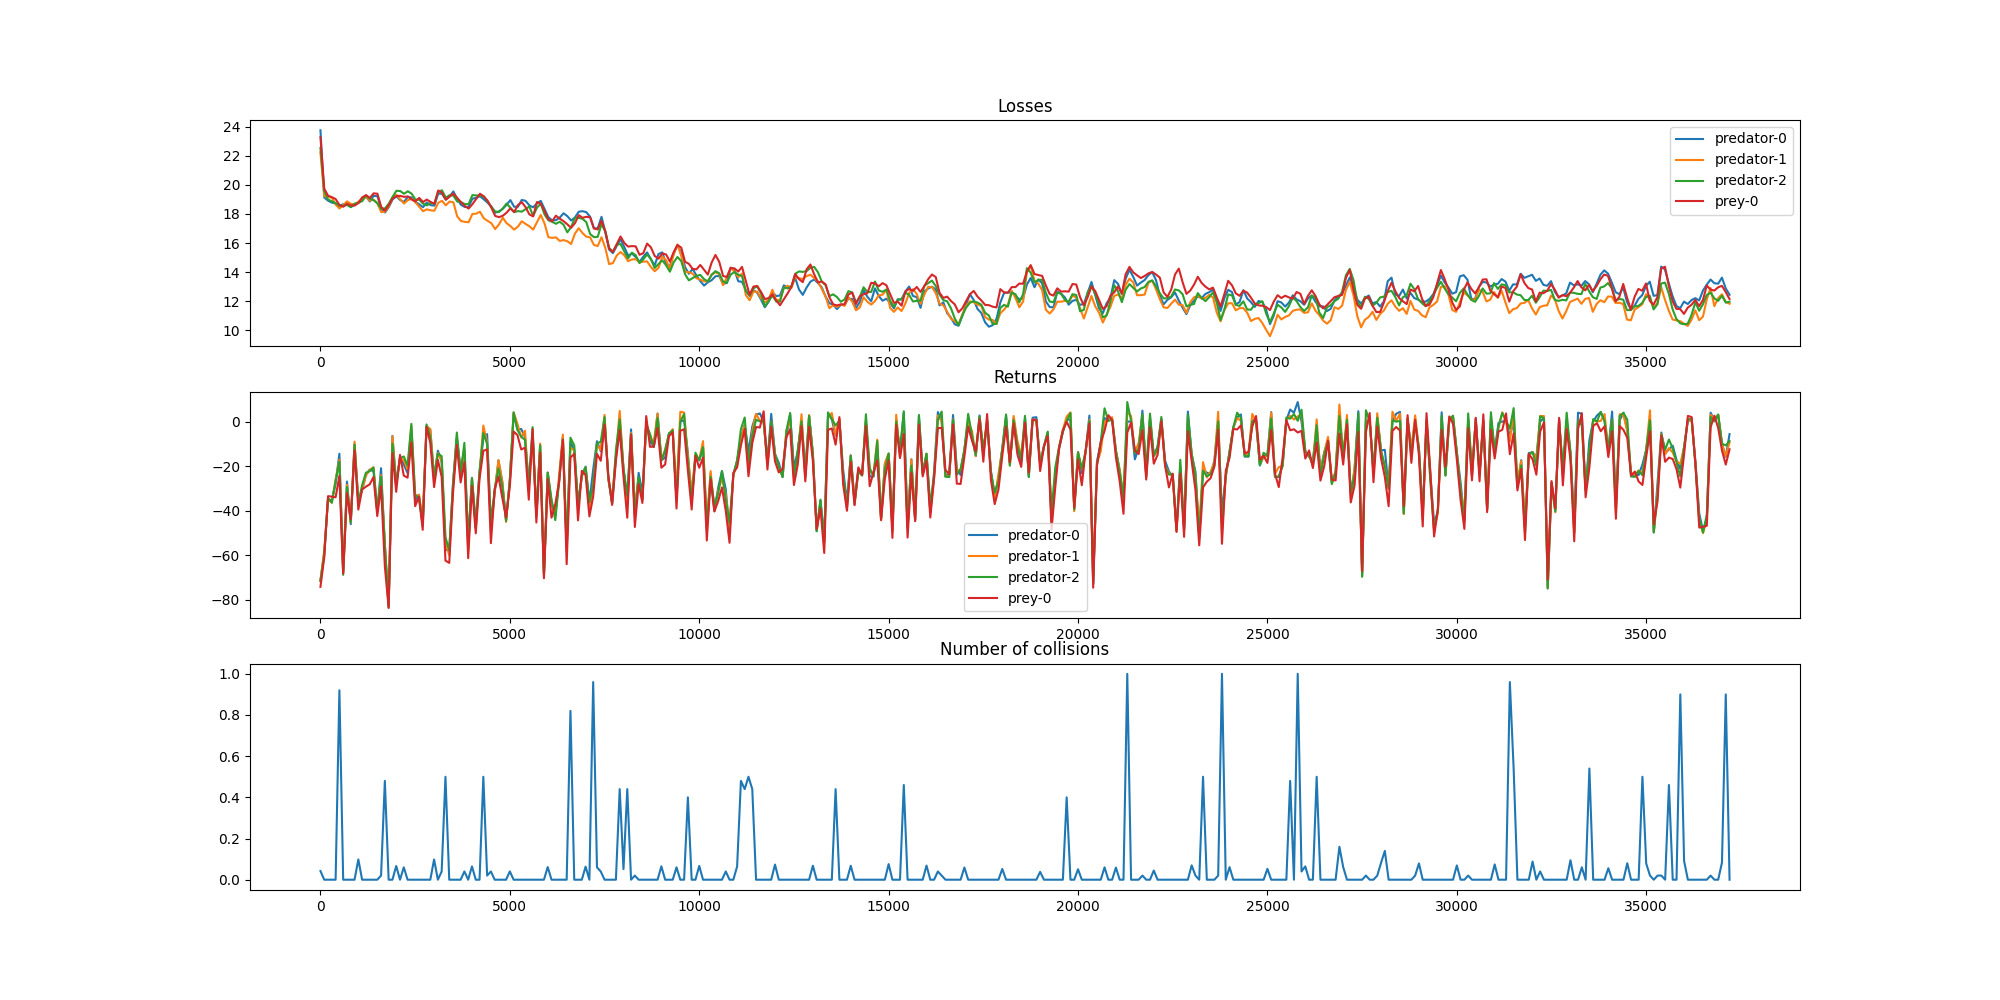 Losses
24
22
20
18
16
14
12
10
predator-0
predator-1
predator-2
prey-0
0 5000 10000 15000 20000 25000 30000 35000
Returns
0
−20
−40
−60
−80
predator-0
predator-1
predator-2
prey-0
0 5000 10000 15000 20000 25000 30000 35000
Number of collisions
1.0
0.8
0.6
0.4
0.2
0.0
0 5000 10000 15000 20000 25000 30000 35000